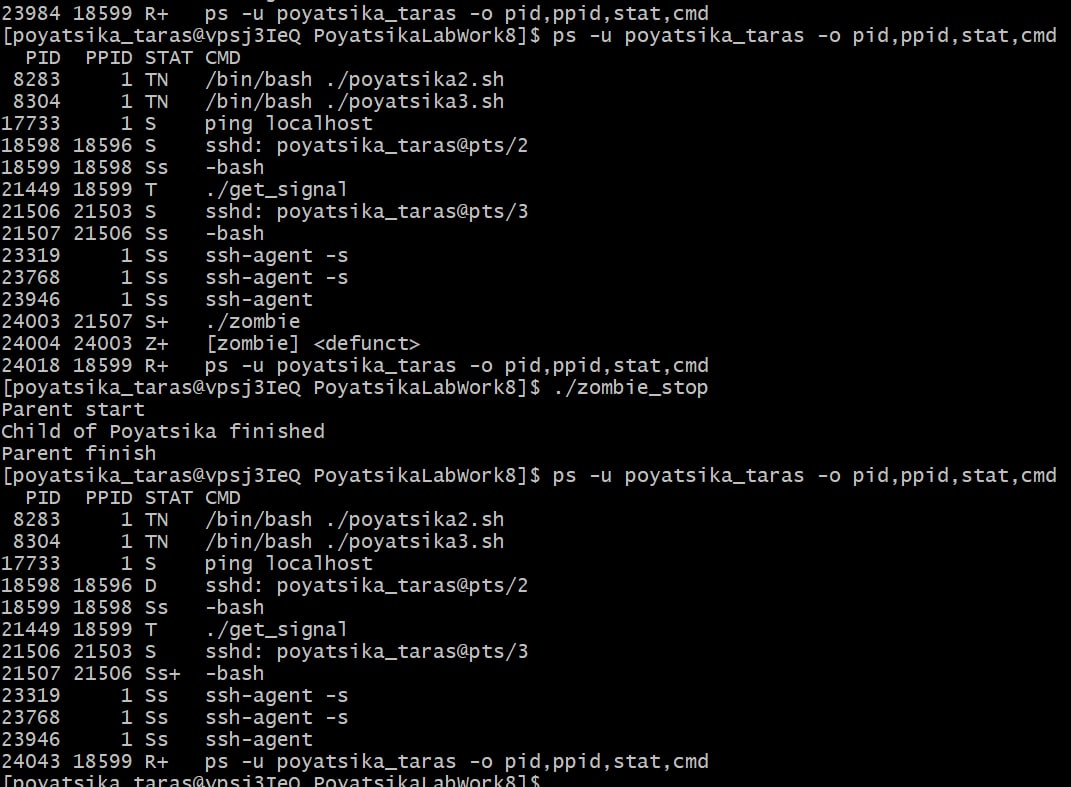 23984 18599 R+   ps -u poyatsika_taras -o pid,ppid,stat,cmd
[poyatsika_taras@vpsj3IeQ PoyatsikaLabWork8]$ ps -u poyatsika_taras -o pid,ppid,stat,cmd
  PID  PPID STAT CMD
 8283     1 TN   /bin/bash ./poyatsika2.sh
 8304     1 TN   /bin/bash ./poyatsika3.sh
17733     1 S    ping localhost
18598 18596 S    sshd: poyatsika_taras@pts/2
18599 18598 Ss   -bash
21449 18599 T    ./get_signal
21506 21503 S    sshd: poyatsika_taras@pts/3
21507 21506 Ss   -bash
23319     1 Ss   ssh-agent -s
23768     1 Ss   ssh-agent -s
23946     1 Ss   ssh-agent
24003 21507 S+   ./zombie
24004 24003 Z+   [zombie] <defunct>
24018 18599 R+   ps -u poyatsika_taras -o pid,ppid,stat,cmd
[poyatsika_taras@vpsj3IeQ PoyatsikaLabWork8]$ ./zombie_stop
Parent start
Child of Poyatsika finished
Parent finish
[poyatsika_taras@vpsj3IeQ PoyatsikaLabWork8]$ ps -u poyatsika_taras -o pid,ppid,stat,cmd
  PID  PPID STAT CMD
 8283     1 TN   /bin/bash ./poyatsika2.sh
 8304     1 TN   /bin/bash ./poyatsika3.sh
17733     1 S    ping localhost
18598 18596 D    sshd: poyatsika_taras@pts/2
18599 18598 Ss   -bash
21449 18599 T    ./get_signal
21506 21503 S    sshd: poyatsika_taras@pts/3
21507 21506 Ss+  -bash
23319     1 Ss   ssh-agent -s
23768     1 Ss   ssh-agent -s
23946     1 Ss   ssh-agent
24043 18599 R+   ps -u poyatsika_taras -o pid,ppid,stat,cmd
[poyatsika_taras@vpsj3IeQ PoyatsikaLabWork8]$